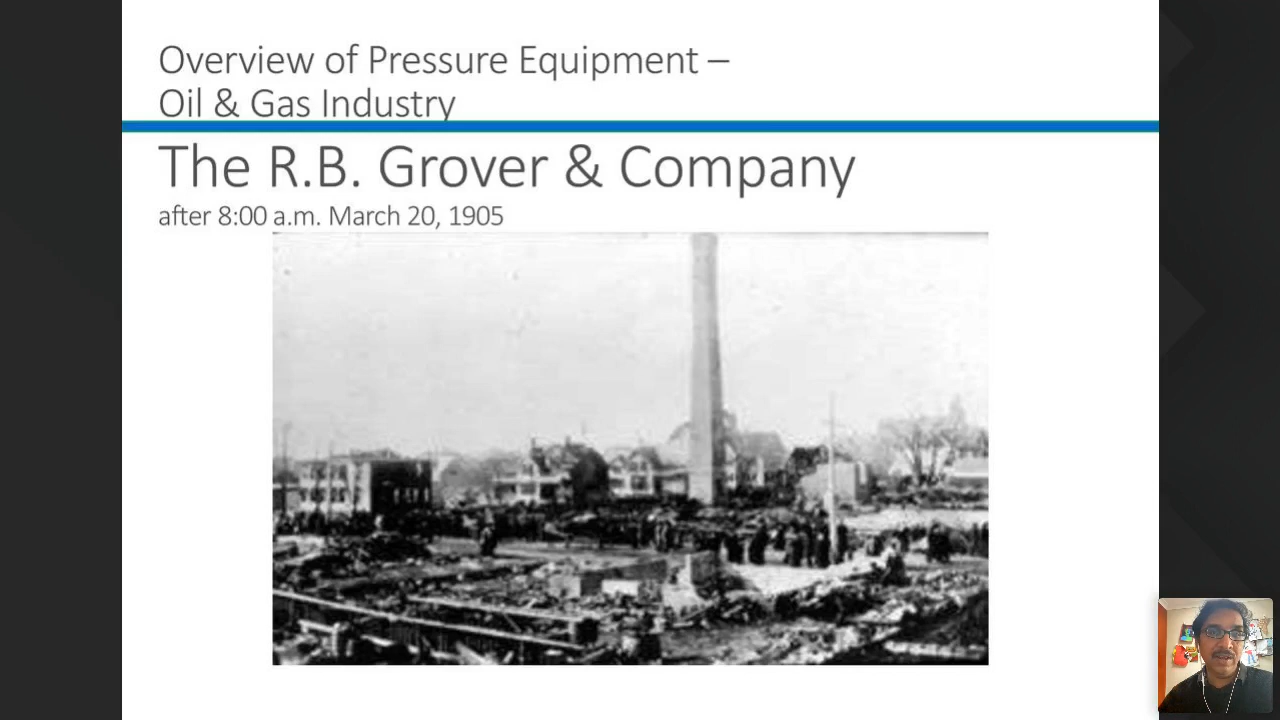 Overview of Pressure Equipment –
Oil & Gas Industry
The R.B. Grover & Company
after 8:00 a.m. March 20, 1905